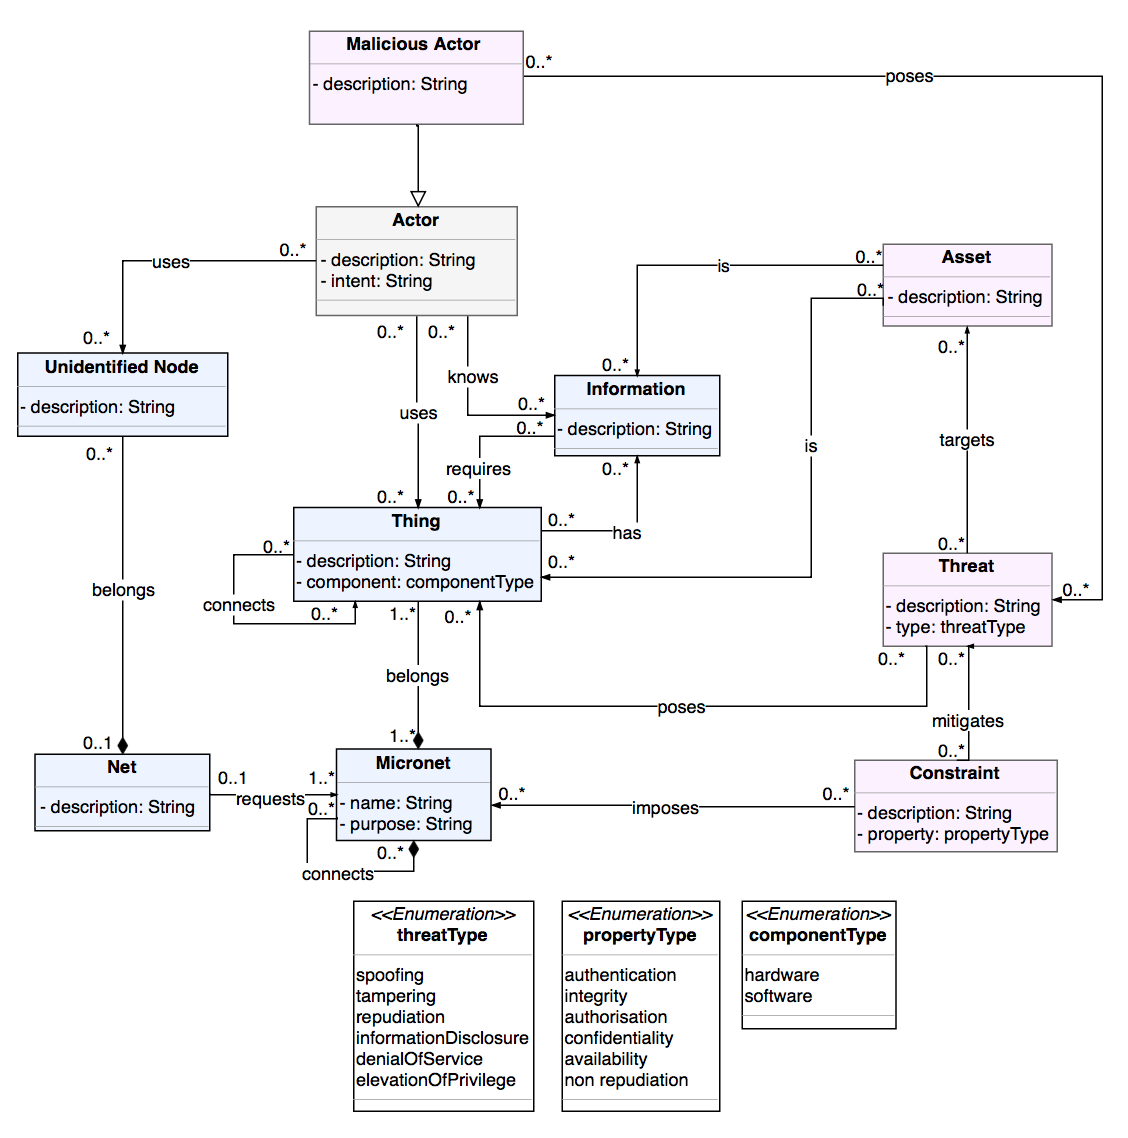 Malicious Actor
- description: String
0..*
poses
Actor
- description: String
- intent: String
0..*
uses
0..*
0..*
0..*
knows
uses
Asset
- description: String
0..*
0..*
is
0..*
is
Unidentified Node
- description: String
0..*
Information
- description: String
0..*
0..*
0..*
requires
0..*
0..*
targets
0..*
0..*
Thing
- description: String
- component: componentType
0..*
has
0..*
0..*
connects
0..*
1..*
0..*
belongs
belongs
Threat
- description: String
- type: threatType
0..*
0..*
0..*
poses
mitigates
0..*
0..1
Net
- description: String
0..1
requests
1..*
1..*
Micronet
- name: String
- purpose: String
0..*
0..*
connects
0..*
imposes
0..*
Constraint
- description: String
- property: propertyType
<<Enumeration>>
threatType
spoofing
tampering
repudiation
informationDisclosure
denialOfService
elevationOfPrivilege
<<Enumeration>>
propertyType
authentication
integrity
authorisation
confidentiality
availability
non repudiation
<<Enumeration>>
componentType
hardware
software